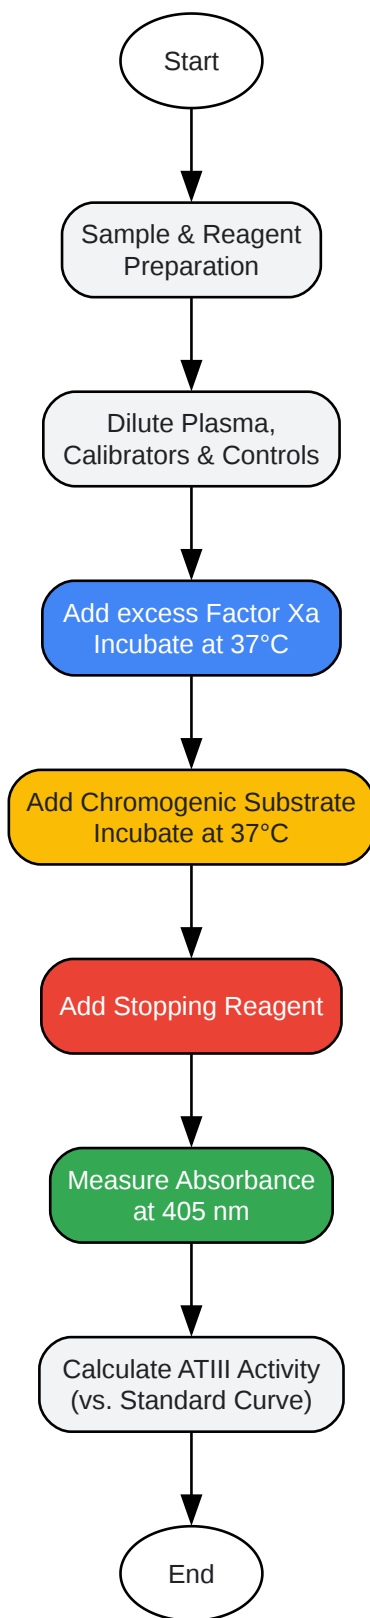 Start
Sample & Reagent
Preparation
Dilute Plasma,
Calibrators & Controls
Add excess Factor Xa
Incubate at 37°C
Add Chromogenic Substrate
Incubate at 37°C
Add Stopping Reagent
Measure Absorbance
at 405 nm
Calculate ATIII Activity
(vs. Standard Curve)
End